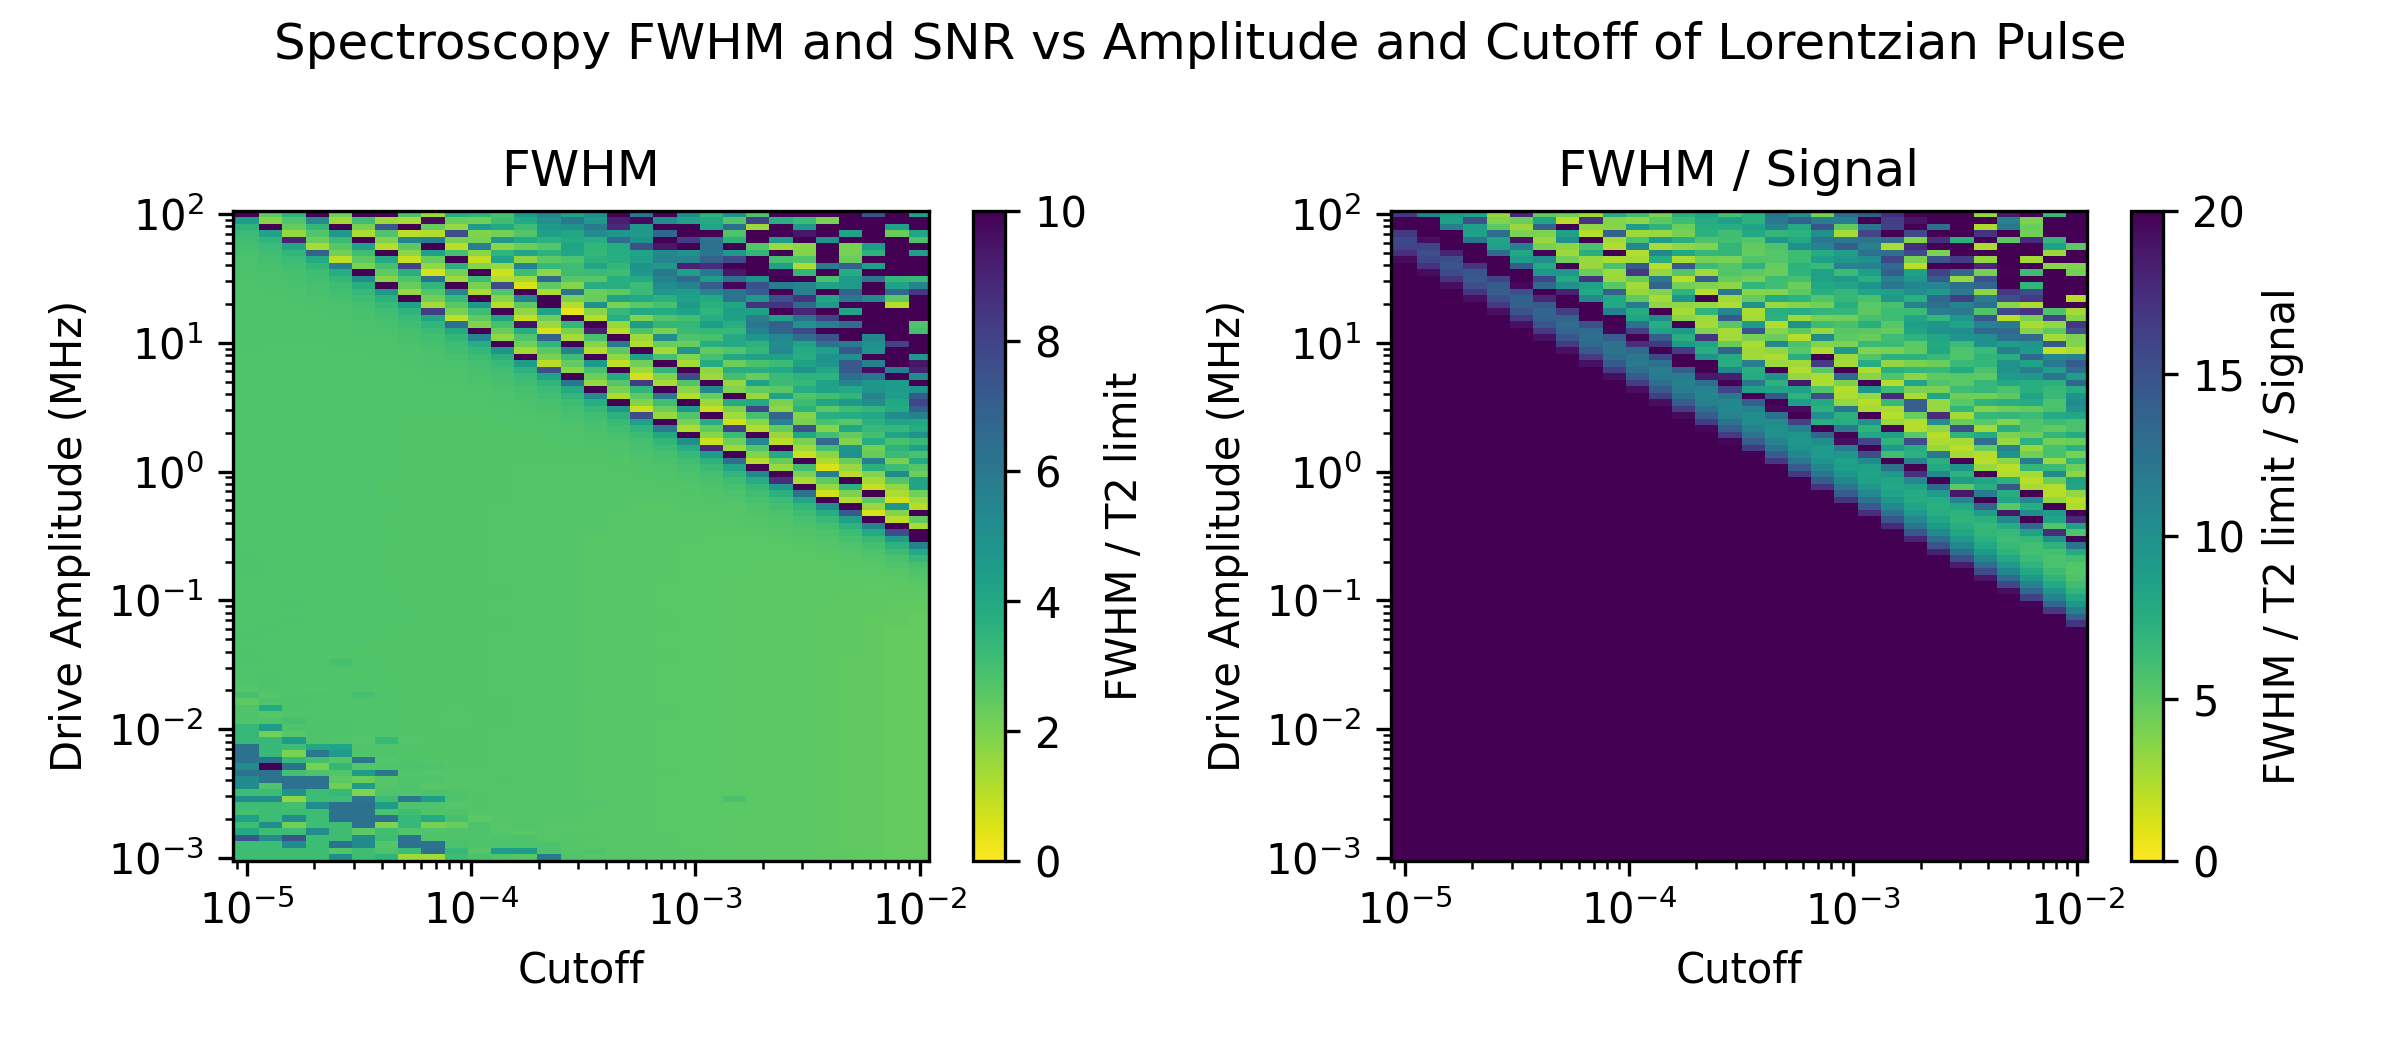 Spectroscopy FWHM and SNR vs Amplitude and Cutoff of Lorentzian Pulse
FWHM
Drive Amplitude (MHz)
10²
10¹
10⁰
10⁻¹
10⁻²
10⁻³
10⁻⁵ 10⁻⁴ 10⁻³ 10⁻²
Cutoff
10
8
6
4
2
0
FWHM / T2 limit
FWHM / Signal
Drive Amplitude (MHz)
10²
10¹
10⁰
10⁻¹
10⁻²
10⁻³
10⁻⁵ 10⁻⁴ 10⁻³ 10⁻²
Cutoff
20
15
10
5
0
FWHM / T2 limit / Signal